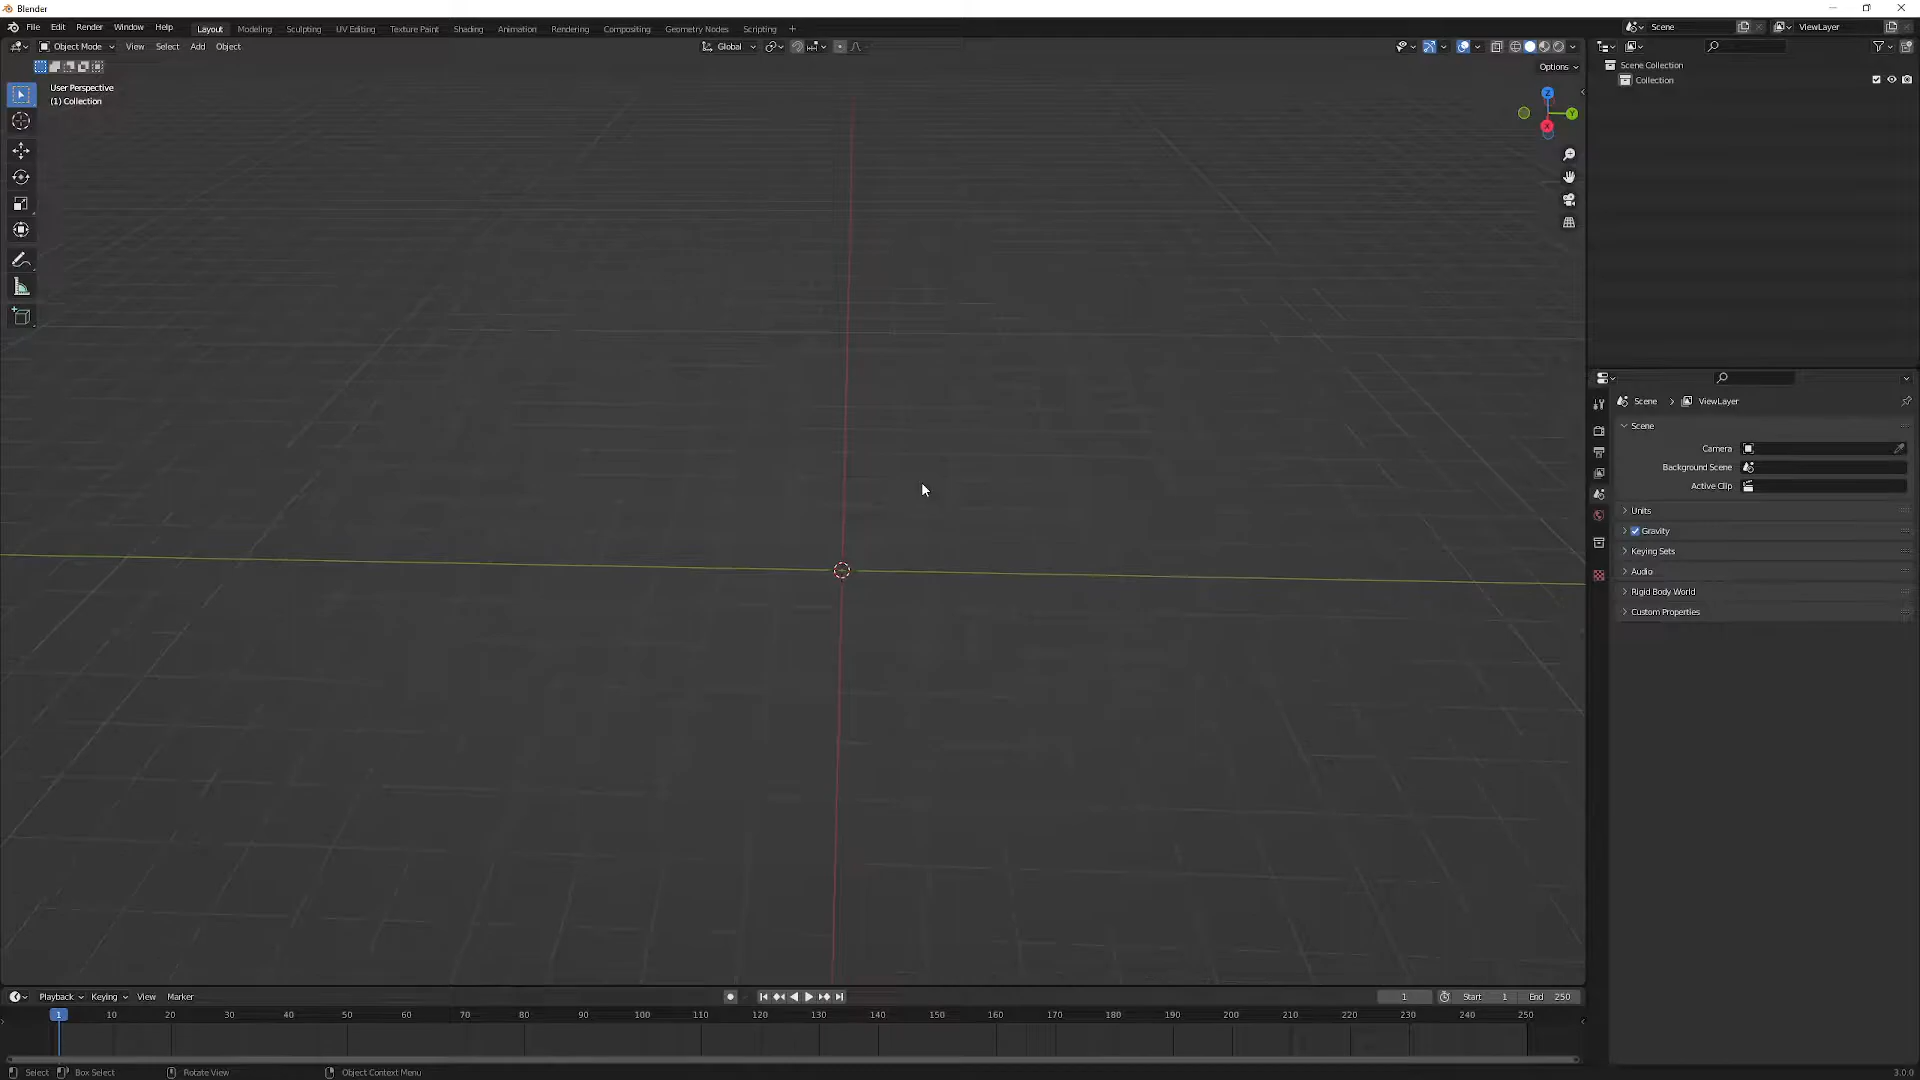 Blender
File Edit Render Window Help Layout Modeling Sculpting UV Editing Texture Paint Shading Animation Rendering Compositing Geometry Nodes Scripting + Scene ViewLayer
Object Mode View Select Add Object Global
Options
User Perspective
(1) Collection
Z
Y
X
Scene Collection
Collection
Scene > ViewLayer
Scene
Camera
Background Scene
Active Clip
Units
Gravity
Keying Sets
Audio
Rigid Body World
Custom Properties
Playback Keying View Marker 1 Start 1 End 250
1 10 20 30 40 50 60 70 80 90 100 110 120 130 140 150 160 170 180 190 200 210 220 230 240 250
Select Box Select Rotate View Object Context Menu 3.0.0